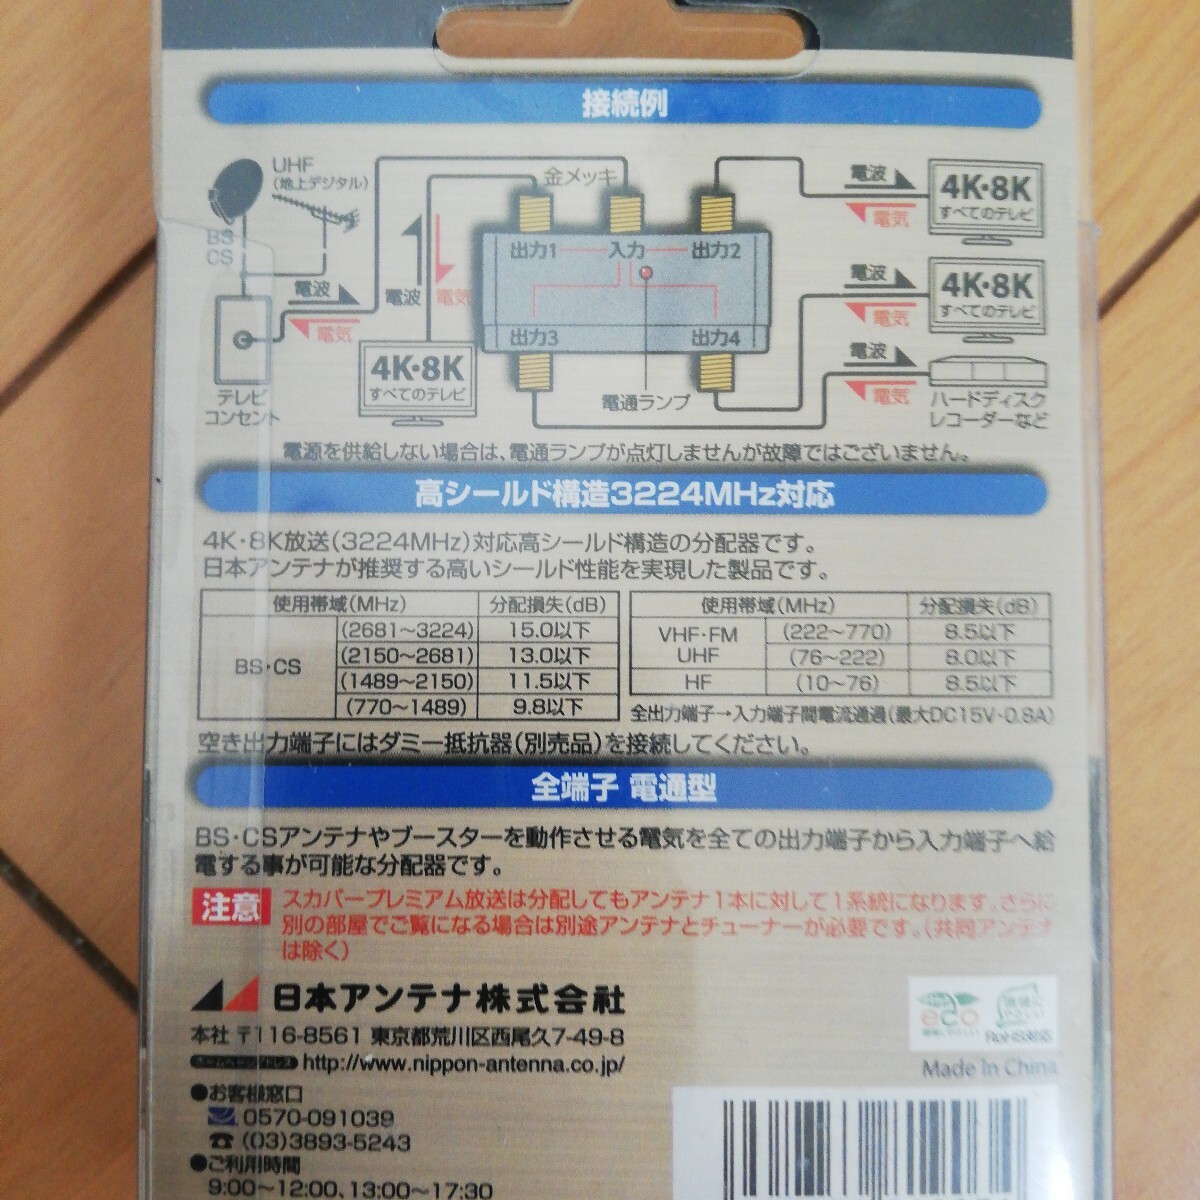 接続例
UHF
(地上デジタル)
BS
CS
電波
電気
テレビ
コンセント
金メッキ
電波
電気
4K・8K
すべてのテレビ
出力1
入力
出力2
出力3
出力4
電通ランプ
電波
電気
4K・8K
すべてのテレビ
電波
電気
4K・8K
すべてのテレビ
電波
電気
ハードディスク
レコーダーなど
電源を供給しない場合は、電通ランプが点灯しませんが故障ではございません。
高シールド構造3224MHz対応
4K・8K放送(3224MHz)対応高シールド構造の分配器です。
日本アンテナが推奨する高いシールド性能を実現した製品です。
使用帯域(MHz) 分配損失(dB)
BS・CS
(2681〜3224) 15.0以下
(2150〜2681) 13.0以下
(1489〜2150) 11.5以下
(770〜1489) 9.8以下
使用帯域(MHz) 分配損失(dB)
VHF・FM (222〜770) 8.5以下
UHF (76〜222) 8.0以下
HF (10〜76) 8.5以下
全出力端子→入力端子間電流通過(最大DC15V・0.8A)
空き出力端子にはダミー抵抗器(別売品)を接続してください。
全端子 電通型
BS・CSアンテナやブースターを動作させる電気を全ての出力端子から入力端子へ給
電する事が可能な分配器です。
注意
スカパープレミアム放送は分配してもアンテナ1本に対して1系統になります。さらに
別の部屋でご覧になる場合は別途アンテナとチューナーが必要です。(共同アンテナ
は除く)
日本アンテナ株式会社
本社 〒116-8561 東京都荒川区西尾久7-49-8
ホームページアドレス http://www.nippon-antenna.co.jp/
●お客様窓口
0570-091039
☎ (03)3893-5243
●ご利用時間
9:00〜12:00、13:00〜17:30
eco
環境に
やさしい
RoHS対応
Made In China